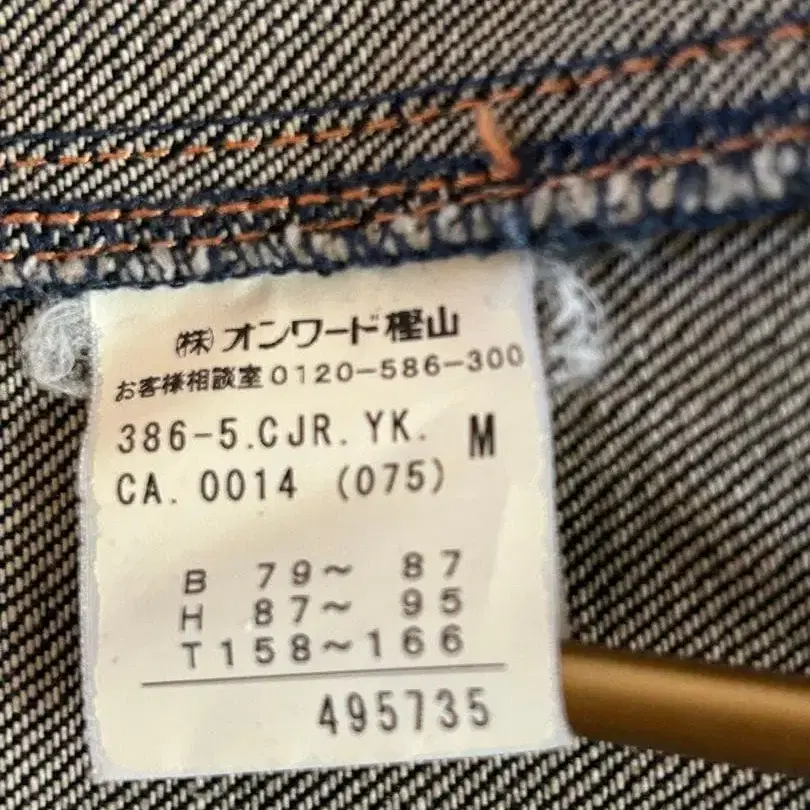 ㈱オンワード樫山
お客様相談室0120-586-300
386-5.CJR.YK. M
CA.0014 (075)
B 79～ 87
H 87～ 95
T158～166
495735